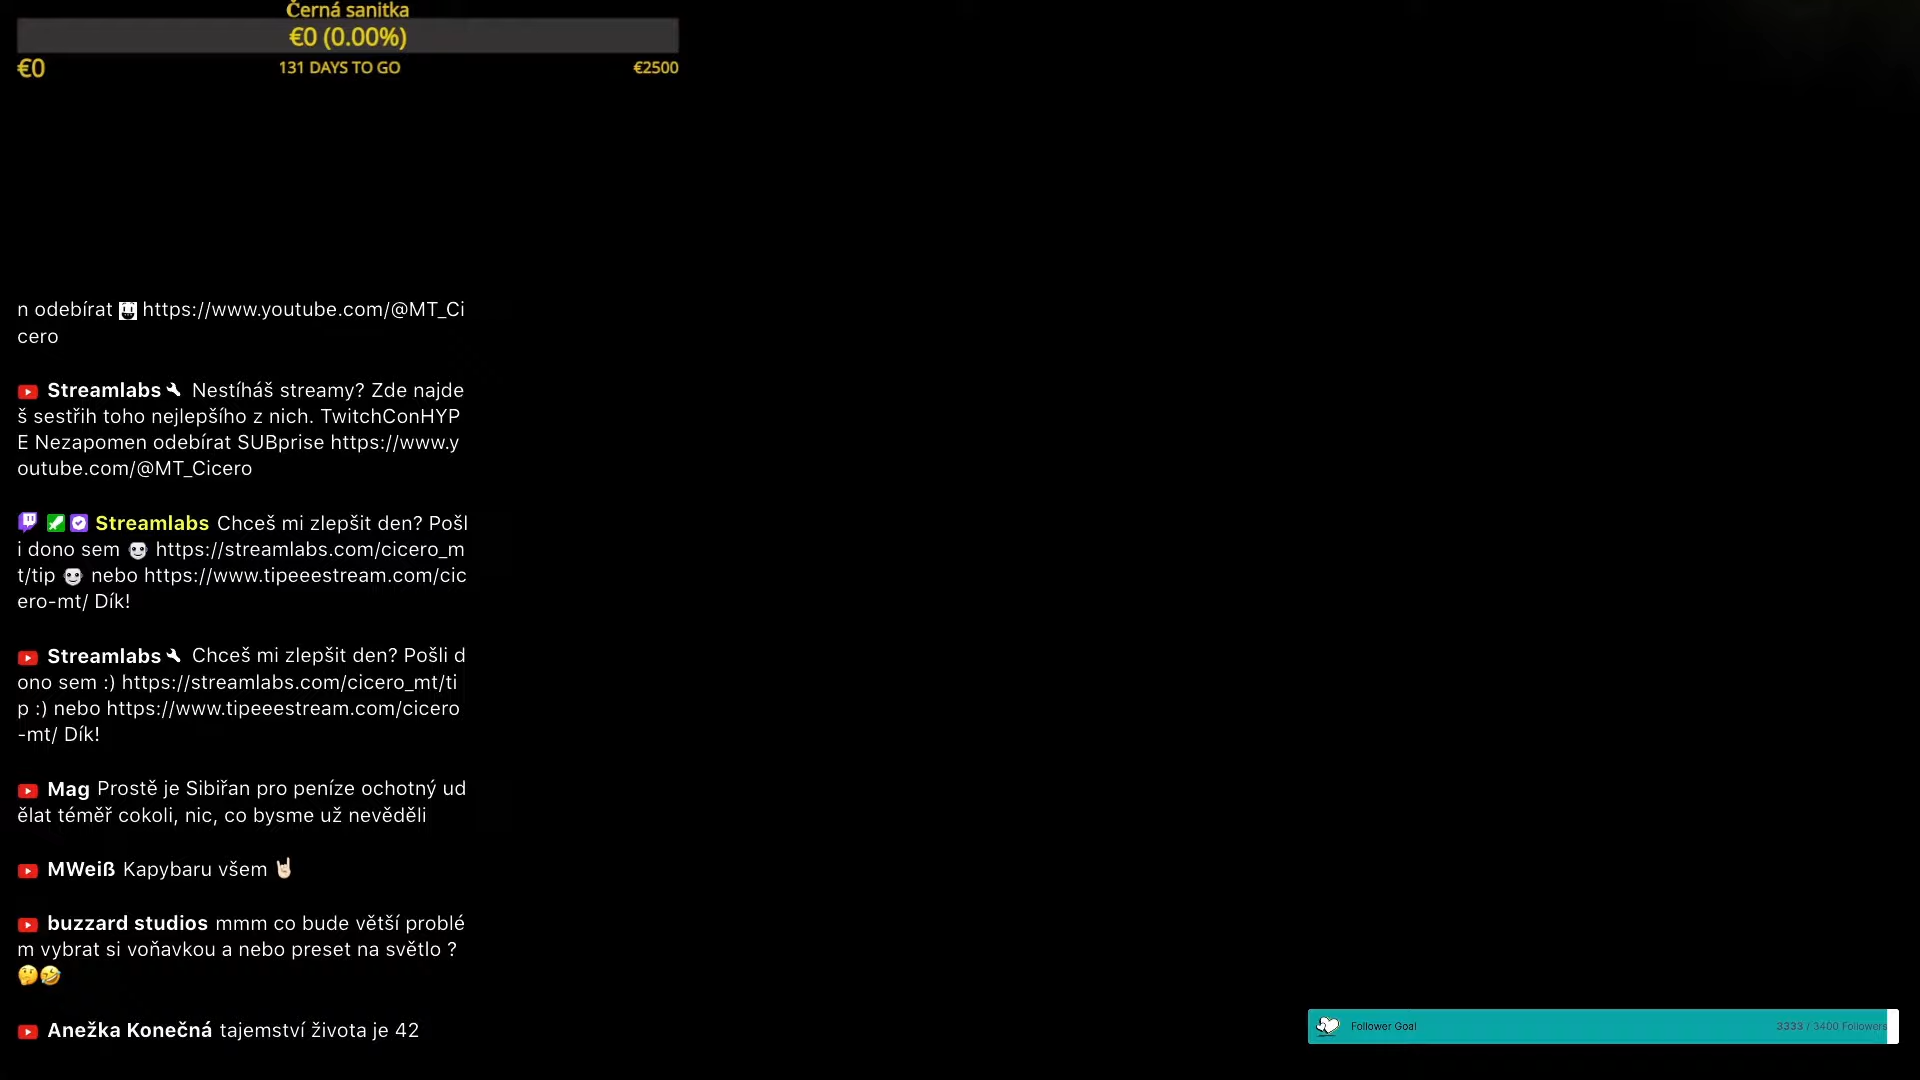 Černá sanitka
€0 (0.00%)
€0 131 DAYS TO GO €2500
n odebírat https://www.youtube.com/@MT_Ci
cero
Streamlabs Nestíháš streamy? Zde najde
š sestřih toho nejlepšího z nich. TwitchConHYP
E Nezapomen odebírat SUBprise https://www.y
outube.com/@MT_Cicero
Streamlabs Chceš mi zlepšit den? Pošl
i dono sem https://streamlabs.com/cicero_m
t/tip nebo https://www.tipeeestream.com/cic
ero-mt/ Dík!
Streamlabs Chceš mi zlepšit den? Pošli d
ono sem :) https://streamlabs.com/cicero_mt/ti
p :) nebo https://www.tipeeestream.com/cicero
-mt/ Dík!
Mag Prostě je Sibiřan pro peníze ochotný ud
ělat téměř cokoli, nic, co bysme už nevěděli
MWeiß Kapybaru všem 🤘🏻
buzzard studios mmm co bude větší problé
m vybrat si voňavkou a nebo preset na světlo ?
🤔🤣
Anežka Konečná tajemství života je 42
Follower Goal 3333 / 3400 Followers